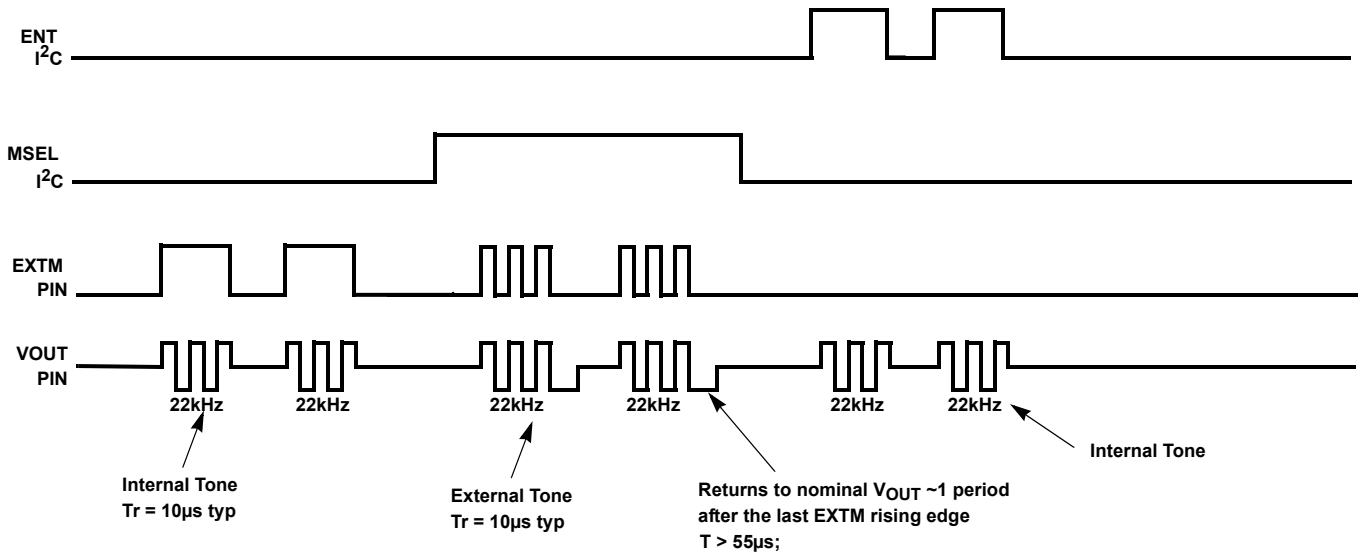 ENT
I²C
MSEL
I²C
EXTM
PIN
VOUT
PIN
22kHz 22kHz 22kHz 22kHz 22kHz 22kHz
Internal Tone
Tr = 10µs typ
External Tone
Tr = 10µs typ
Returns to nominal VOUT ~1 period
after the last EXTM rising edge
T > 55µs;
Internal Tone